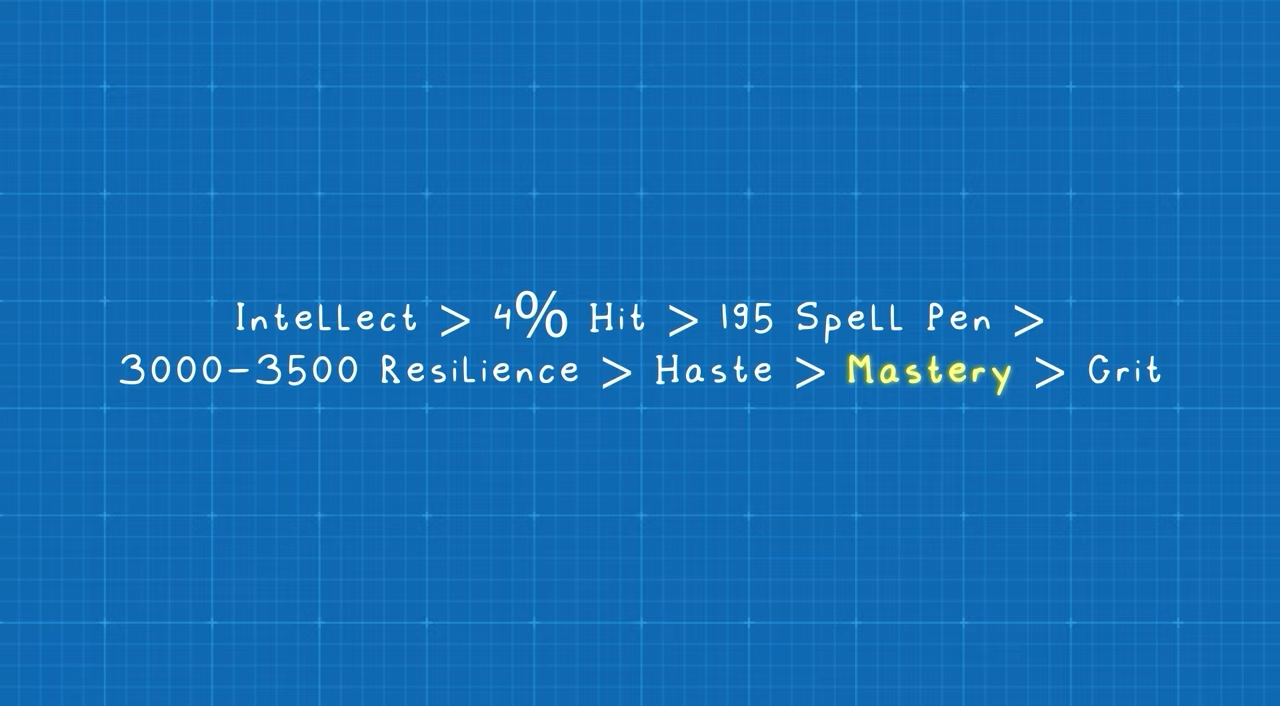 Intellect > 4% Hit > 195 Spell Pen >
3000-3500 Resilience > Haste > Mastery > Crit